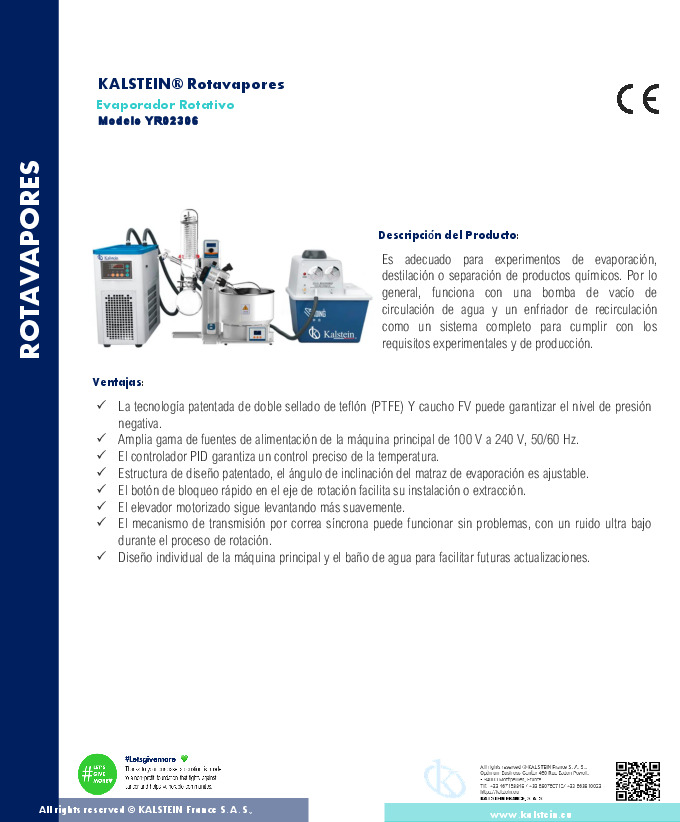 KALSTEIN® Rotavapores
Evaporador Rotativo
Modelo YR02306
ROTAVAPORES
Descripción del Producto:
Es adecuado para experimentos de evaporación,
destilación o separación de productos químicos. Por lo
general, funciona con una bomba de vacío de
circulación de agua y un enfriador de recirculación
como un sistema completo para cumplir con los
requisitos experimentales y de producción.
Kalstein
Kalstein
Ventajas:
La tecnología patentada de doble sellado de teflón (PTFE) Y caucho FV puede garantizar el nivel de presión
negativa.
Amplia gama de fuentes de alimentación de la máquina principal de 100 V a 240 V, 50/60 Hz.
El controlador PID garantiza un control preciso de la temperatura.
Estructura de diseño patentado, el ángulo de inclinación del matraz de evaporación es ajustable.
El botón de bloqueo rápido en el eje de rotación facilita su instalación o extracción.
El elevador motorizado sigue levantando más suavemente.
El mecanismo de transmisión por correa síncrona puede funcionar sin problemas, con un ruido ultra bajo
durante el proceso de rotación.
Diseño individual de la máquina principal y el baño de agua para facilitar futuras actualizaciones.
#LET'S
GIVE
MORE
#Letsgivemore
All rights reserved ® KALSTEIN France S. A. S.,
KALSTEIN FRANCE, S. A. S
All rights reserved ® KALSTEIN France S. A. S.,
www.kalstein.eu